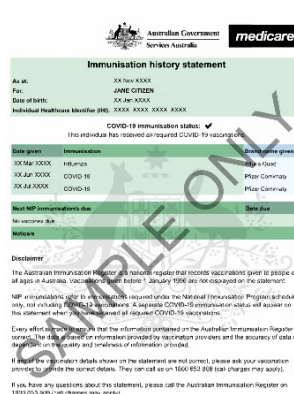 Australian Government
Services Australia
medicare
Immunisation history statement
As at: XX Nov XXXX
For: JANE CITIZEN
Date of birth: XX Jan XXXX
Individual Healthcare Identifier (IHI): XXXX XXXX XXXX XXXX
COVID-19 immunisation status: ✔
This individual has received all required COVID-19 vaccinations.
Date given Immunisation Brand name given
XX Mar XXXX Influenza Quad
XX Jun XXXX COVID-19 Pfizer Comirnaty
XX Jul XXXX COVID-19 Pfizer Comirnaty
Next NIP immunisation/s due Date due
No vaccines due
Notice/s
SAMPLE ONLY
Disclaimer
The Australian Immunisation Register is a national register that records vaccinations given to people
all ages in Australia. Vaccinations given before 1 January 1996 are not displayed on the statement.
NIP immunisations refer to immunisations required under the National Immunisation Program schedul
only, not including COVID-19 vaccinations. A separate COVID-19 immunisation status will appear on
this statement when you have received all required COVID-19 vaccinations.
Every effort is made to ensure that the information contained on the Australian Immunisation Register
correct. The data is based on information provided by vaccination providers and the accuracy of data i
dependant on the quality and timeliness of information provided.
If any of the vaccination details shown on the statement are not correct, please ask your vaccination
provider to provide the correct details. They can call us on 1800 653 809 (call charges may apply).
If you have any questions about this statement, please call the Australian Immunisation Register on
1800 653 809 (call charges may apply)